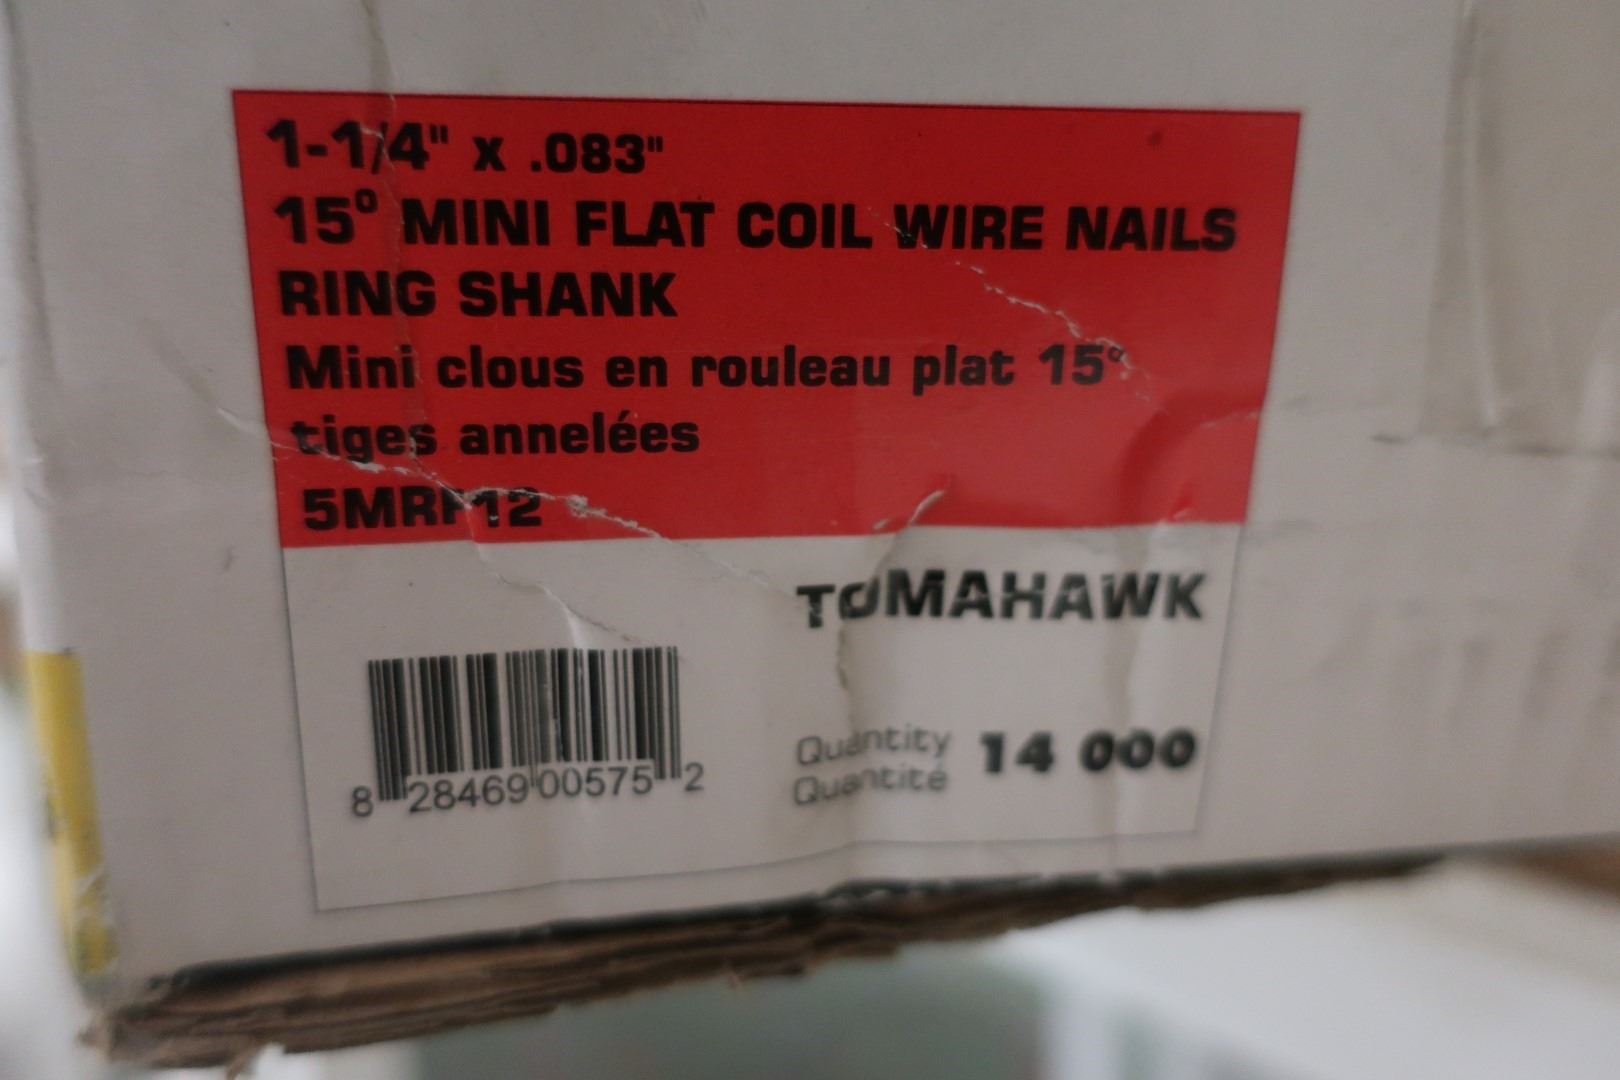 1-1/4" x .083"
15° MINI FLAT COIL WIRE NAILS
RING SHANK
Mini clous en rouleau plat 15°
tiges annelées
5MRF12
TOMAHAWK
8 28469 00575 2
Quantity
Quantité
14 000